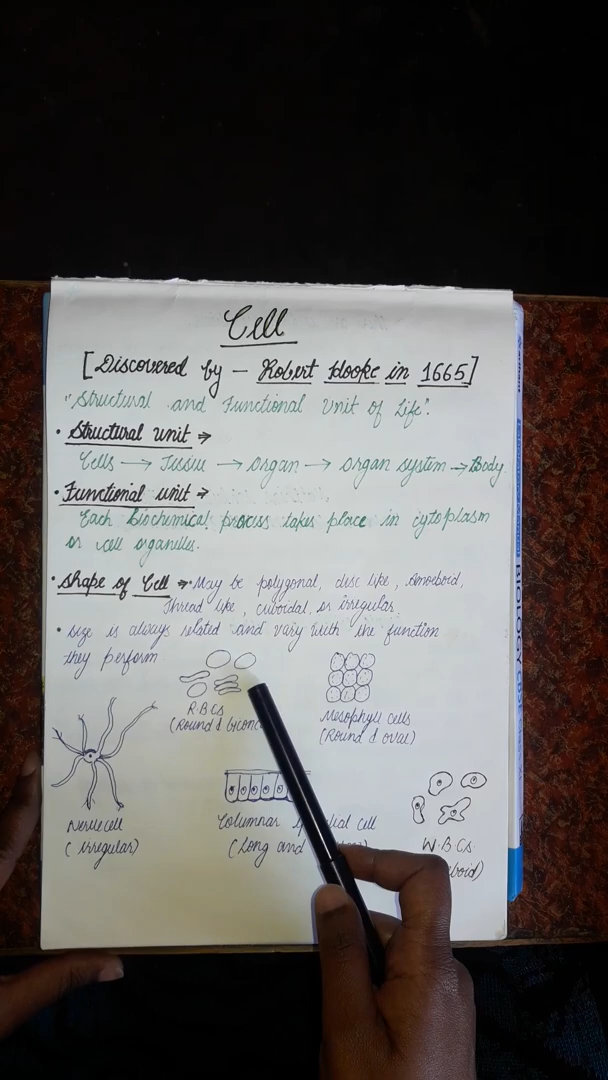 Cell
[Discovered by - Robert Hooke in 1665]
"Structural and Functional Unit of Life".
• Structural unit ⇒
Cells → Tissue → Organ → Organ system → Body
• Functional unit ⇒
Each biochemical process takes place in cytoplasm
or cell organelles.
• Shape of Cell ⇒ • May be polygonal, disc like, Amoeboid,
Thread like, cuboidal, or irregular.
• Size is always related and vary with the function
they perform
R.B.CS
(Round &
Mesophyll cells
(Round & oval)
Nerve cell
(irregular)
Columnar cell
(Long and
W.B.Cs.
BIOLOGY